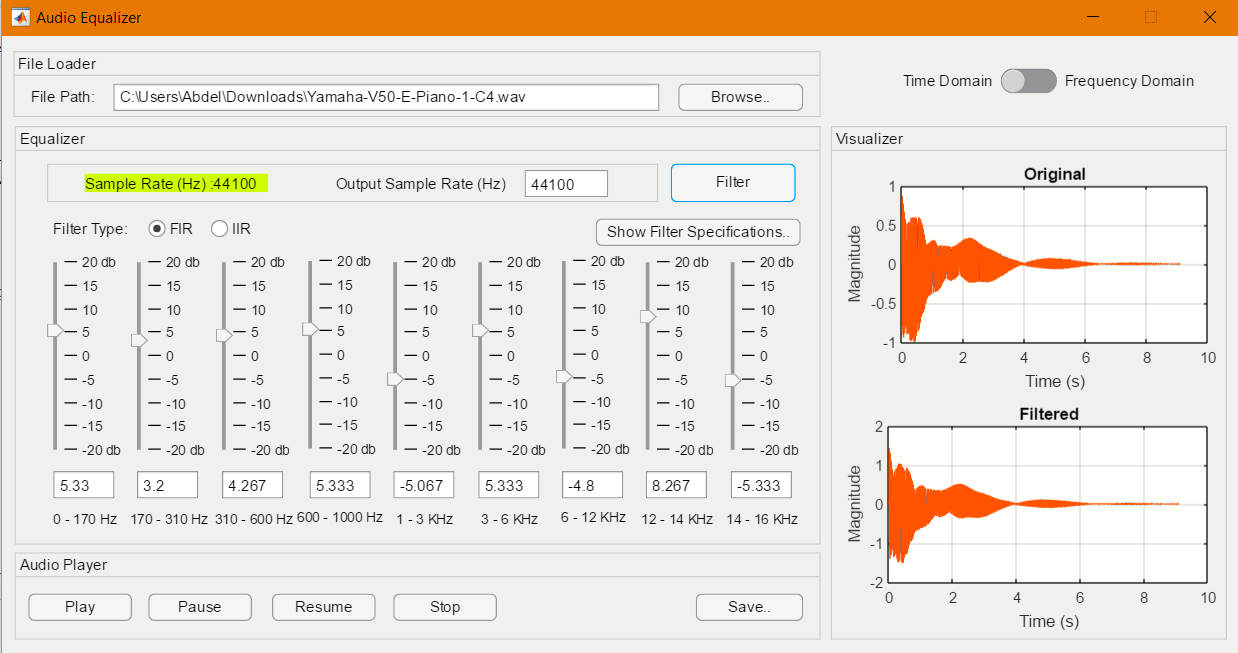 Audio Equalizer
File Loader
File Path: C:\Users\Abdel\Downloads\Yamaha-V50-E-Piano-1-C4.wav Browse..
Time Domain Frequency Domain
Equalizer
Sample Rate (Hz) :44100 Output Sample Rate (Hz) 44100 Filter
Filter Type: FIR IIR Show Filter Specifications..
20 db 20 db 20 db 20 db 20 db 20 db 20 db 20 db 20 db
15 15 15 15 15 15 15 15 15
10 10 10 10 10 10 10 10 10
5 5 5 5 5 5 5 5 5
0 0 0 0 0 0 0 0 0
-5 -5 -5 -5 -5 -5 -5 -5 -5
-10 -10 -10 -10 -10 -10 -10 -10 -10
-15 -15 -15 -15 -15 -15 -15 -15 -15
-20 db -20 db -20 db -20 db -20 db -20 db -20 db -20 db -20 db
5.33 3.2 4.267 5.333 -5.067 5.333 -4.8 8.267 -5.333
0 - 170 Hz 170 - 310 Hz 310 - 600 Hz 600 - 1000 Hz 1 - 3 KHz 3 - 6 KHz 6 - 12 KHz 12 - 14 KHz 14 - 16 KHz
Audio Player
Play Pause Resume Stop Save..
Visualizer
Original
1
0.5
0
-0.5
-1
Magnitude
0 2 4 6 8 10
Time (s)
Filtered
2
1
0
-1
-2
Magnitude
0 2 4 6 8 10
Time (s)